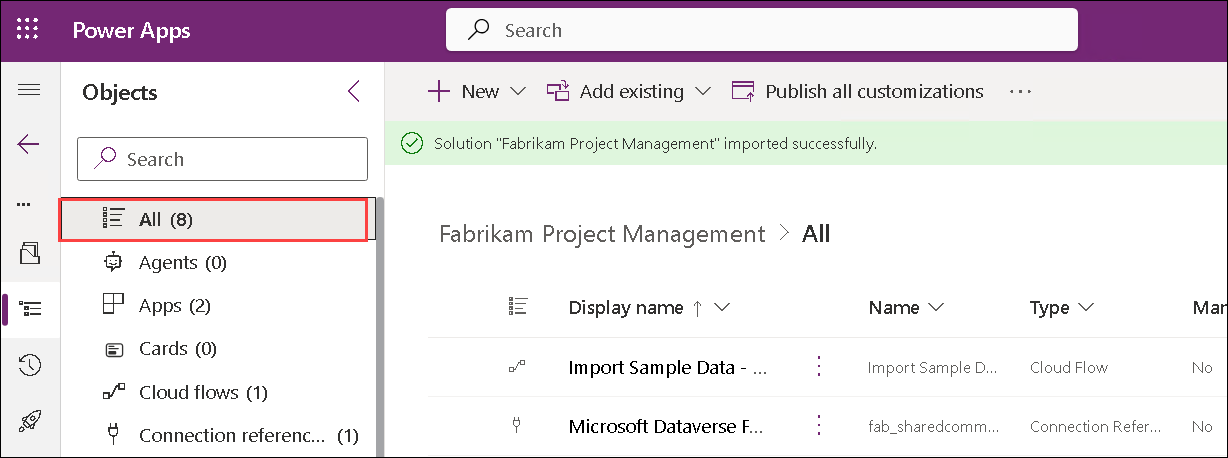 Power Apps
Search
Objects
New
Add existing
Publish all customizations
···
Solution "Fabrikam Project Management" imported successfully.
Search
All (8)
Agents (0)
Apps (2)
Cards (0)
Cloud flows (1)
Connection referenc... (1)
Fabrikam Project Management > All
Display name ↑ Name Type Man
Import Sample Data - ... Import Sample D... Cloud Flow No
Microsoft Dataverse F... fab_sharedcomm... Connection Refer... No